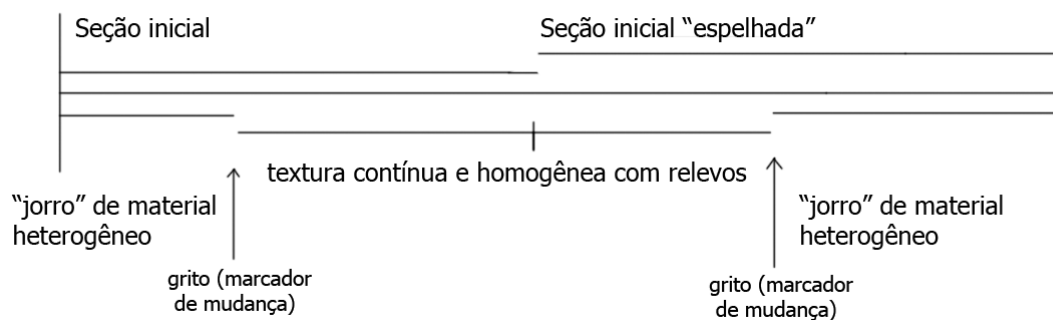 Seção inicial
Seção inicial “espelhada”
textura contínua e homogênea com relevos
“jorro” de material
heterogêneo
“jorro” de material
heterogêneo
grito (marcador
de mudança)
grito (marcador
de mudança)